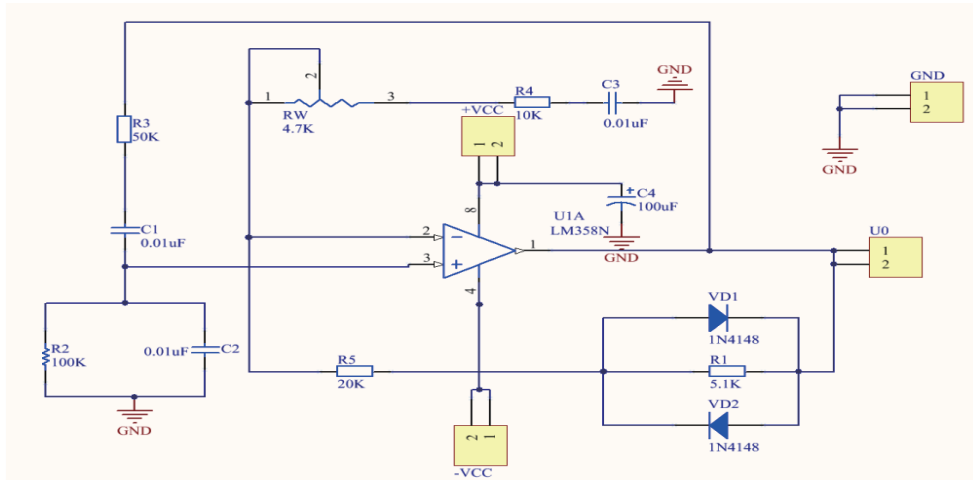 GND
GND
1
2
GND
2
1
3
RW
4.7K
R4
10K
C3
0.01uF
+VCC
1
2
R3
50K
C4
100uF
+
GND
8
U1A
LM358N
2
3
1
4
C1
0.01uF
U0
1
2
VD1
1N4148
R2
100K
0.01uF
C2
R5
20K
R1
5.1K
VD2
1N4148
GND
2
1
-VCC